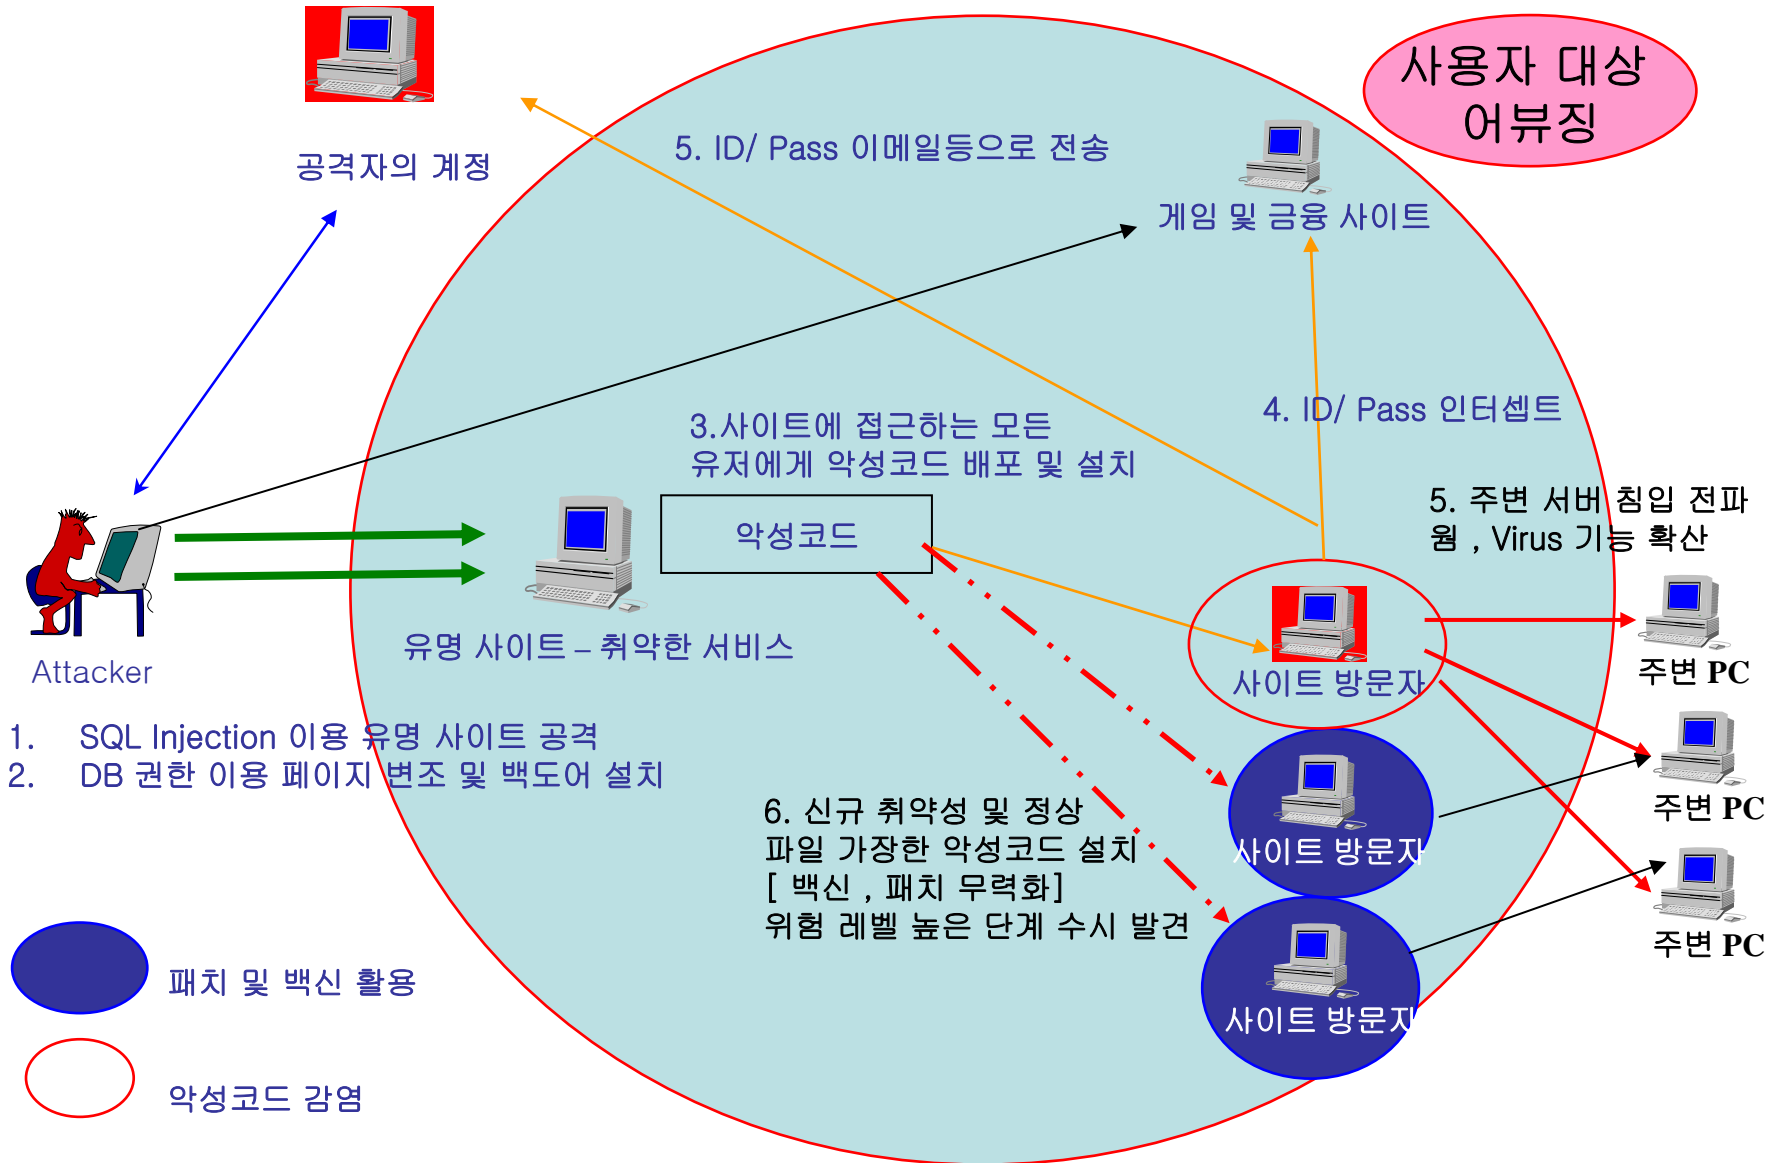 사용자 대상
어뷰징
공격자의 계정
5. ID/ Pass 이메일등으로 전송
게임 및 금융 사이트
4. ID/ Pass 인터셉트
3.사이트에 접근하는 모든
유저에게 악성코드 배포 및 설치
악성코드
5. 주변 서버 침입 전파
웜 , Virus 기능 확산
유명 사이트 – 취약한 서비스
Attacker
사이트 방문자
주변 PC
1. SQL Injection 이용 유명 사이트 공격
2. DB 권한 이용 페이지 변조 및 백도어 설치
주변 PC
6. 신규 취약성 및 정상
파일 가장한 악성코드 설치
[ 백신 , 패치 무력화]
위험 레벨 높은 단계 수시 발견
사이트 방문자
주변 PC
사이트 방문자
패치 및 백신 활용
악성코드 감염